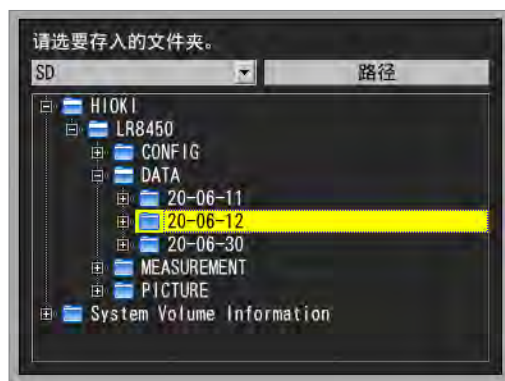 请选要存入的文件夹。
SD 路径
HIOKI
LR8450
CONFIG
DATA
20-06-11
20-06-12
20-06-30
MEASUREMENT
PICTURE
System Volume Information